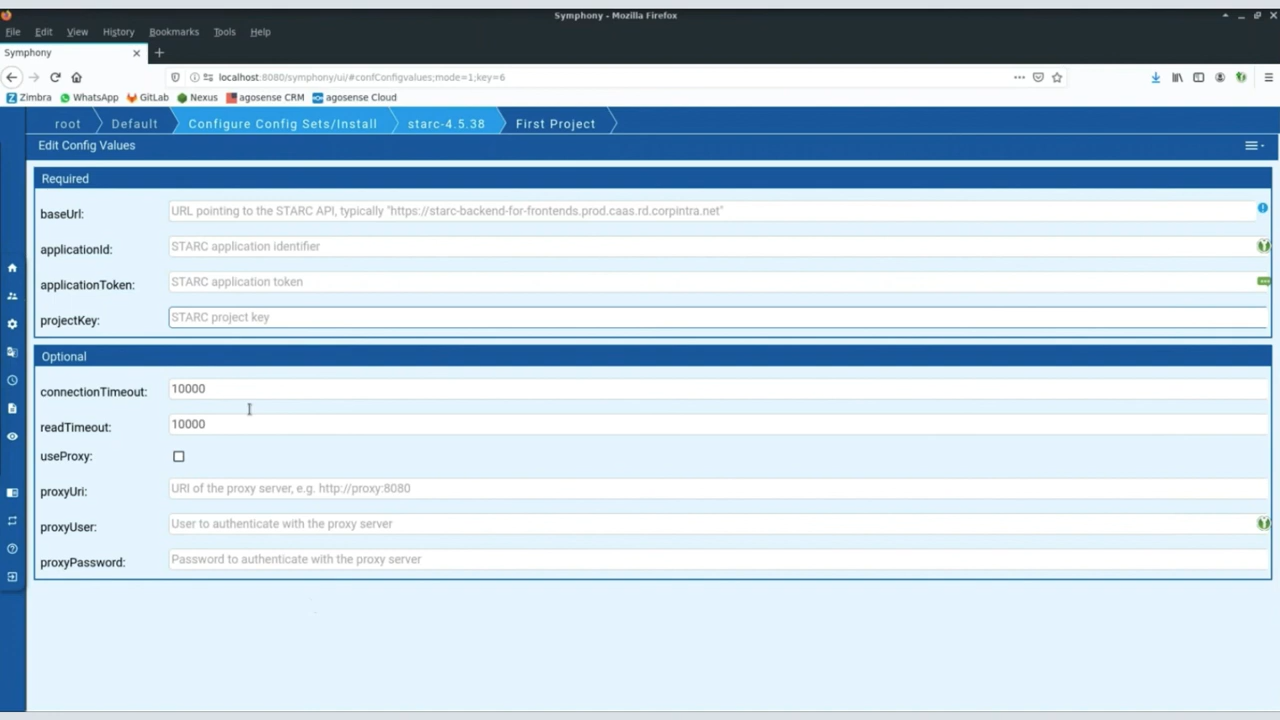 Symphony - Mozilla Firefox
File Edit View History Bookmarks Tools Help
Symphony
localhost:8080/symphony/ui/#confConfigvalues;mode=1;key=6
Zimbra WhatsApp GitLab Nexus agosense CRM agosense Cloud
root Default Configure Config Sets/Install starc-4.5.38 First Project
Edit Config Values
Required
baseUrl: URL pointing to the STARC API, typically "https://starc-backend-for-frontends.prod.caas.rd.corpintra.net"
applicationId: STARC application identifier
applicationToken: STARC application token
projectKey: STARC project key
Optional
connectionTimeout: 10000
readTimeout: 10000
useProxy:
proxyUri: URI of the proxy server, e.g. http://proxy:8080
proxyUser: User to authenticate with the proxy server
proxyPassword: Password to authenticate with the proxy server